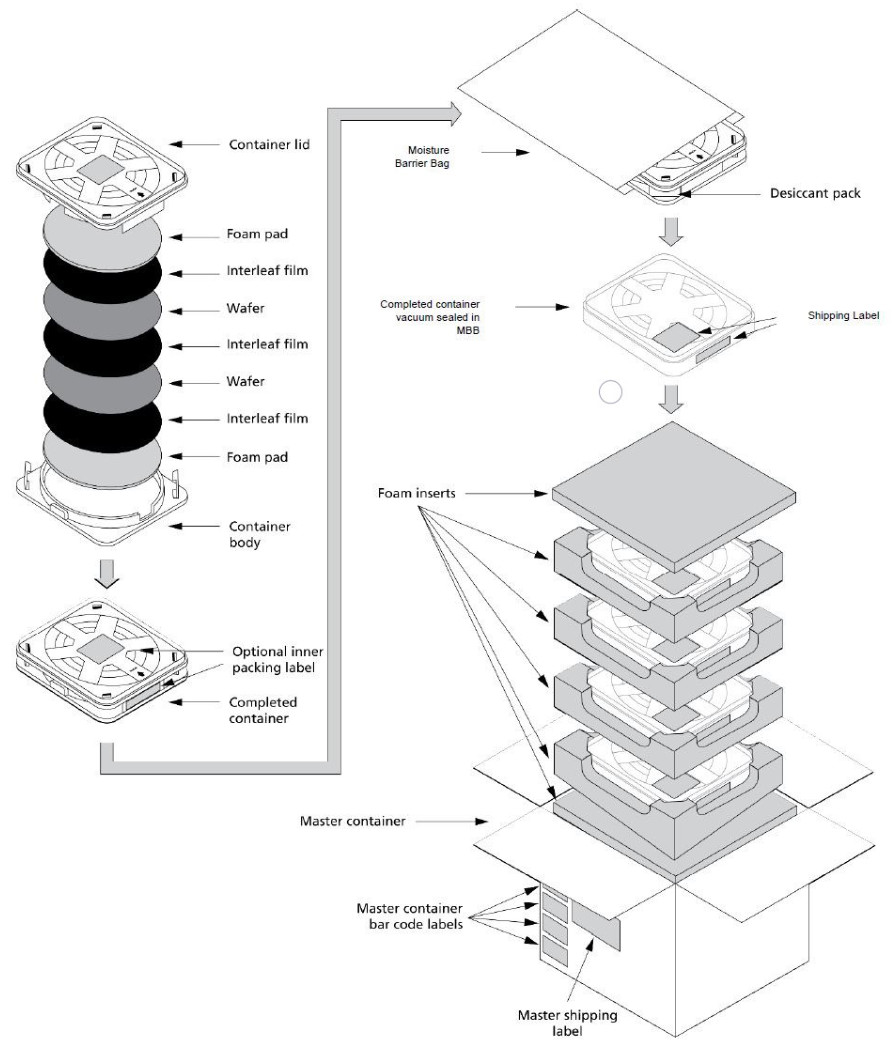 Container lid
Foam pad
Interleaf film
Wafer
Interleaf film
Wafer
Interleaf film
Foam pad
Container
body
Optional inner
packing label
Completed
container
Moisture
Barrier Bag
Desiccant pack
Completed container
vacuum sealed in
MBB
Shipping Label
Foam inserts
Master container
Master container
bar code labels
Master shipping
label